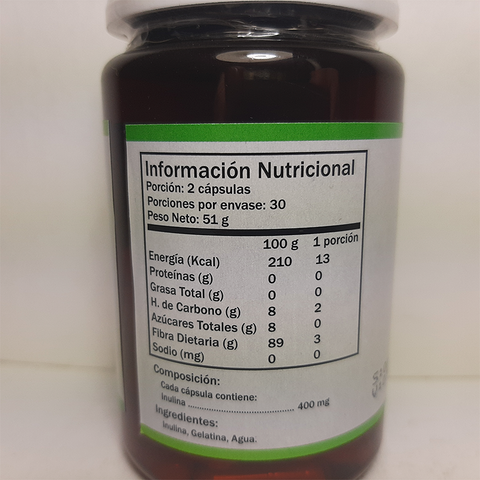 Información Nutricional
Porción: 2 cápsulas
Porciones por envase: 30
Peso Neto: 51 g
100 g 1 porción
Energía (Kcal) 210 13
Proteínas (g) 0 0
Grasa Total (g) 0 0
H. de Carbono (g) 8 2
Azúcares Totales (g) 8 0
Fibra Dietaria (g) 89 3
Sodio (mg) 0 0
Composición:
Cada cápsula contiene:
Inulina ........................................ 400 mg
Ingredientes:
Inulina, Gelatina, Agua.